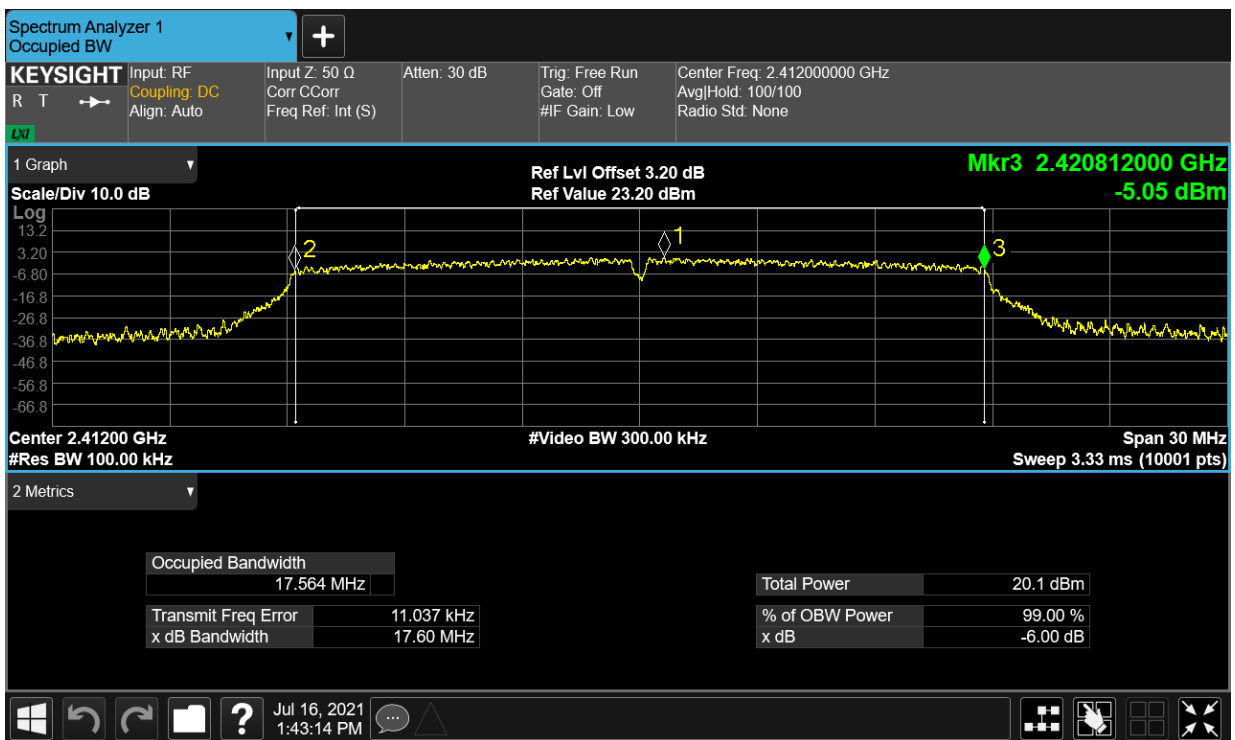 Spectrum Analyzer 1
Occupied BW
KEYSIGHT
R T
LXI
Input: RF
Coupling: DC
Align: Auto
Input Z: 50 Ω
Corr CCorr
Freq Ref: Int (S)
Atten: 30 dB
Trig: Free Run
Gate: Off
#IF Gain: Low
Center Freq: 2.412000000 GHz
Avg|Hold: 100/100
Radio Std: None
1 Graph
Scale/Div 10.0 dB
Ref Lvl Offset 3.20 dB
Ref Value 23.20 dBm
Mkr3 2.420812000 GHz
-5.05 dBm
Log
13.2
3.20
-6.80
-16.8
-26.8
-36.8
-46.8
-56.8
-66.8
2
1
3
Center 2.41200 GHz
#Res BW 100.00 kHz
#Video BW 300.00 kHz
Span 30 MHz
Sweep 3.33 ms (10001 pts)
2 Metrics
Occupied Bandwidth
17.564 MHz
Transmit Freq Error 11.037 kHz
x dB Bandwidth 17.60 MHz
Total Power 20.1 dBm
% of OBW Power 99.00 %
x dB -6.00 dB
?
Jul 16, 2021
1:43:14 PM